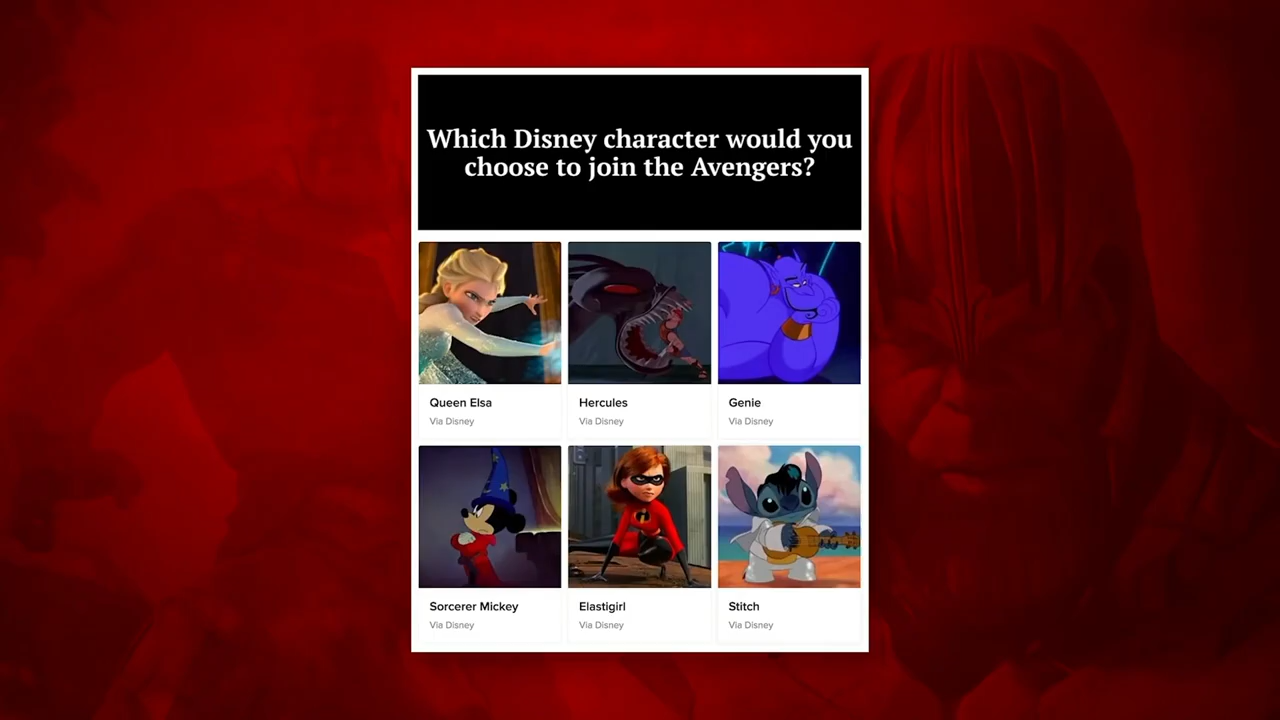 Which Disney character would you
choose to join the Avengers?
Queen Elsa
Via Disney
Hercules
Via Disney
Genie
Via Disney
Sorcerer Mickey
Via Disney
Elastigirl
Via Disney
Stitch
Via Disney